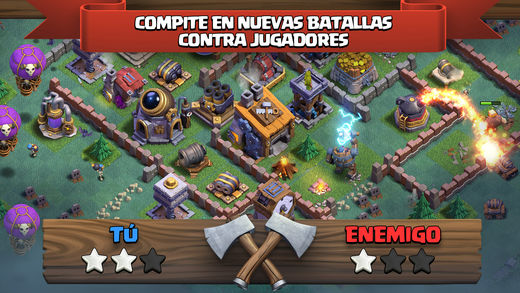 COMPITE EN NUEVAS BATALLAS
CONTRA JUGADORES
TÚ
ENEMIGO